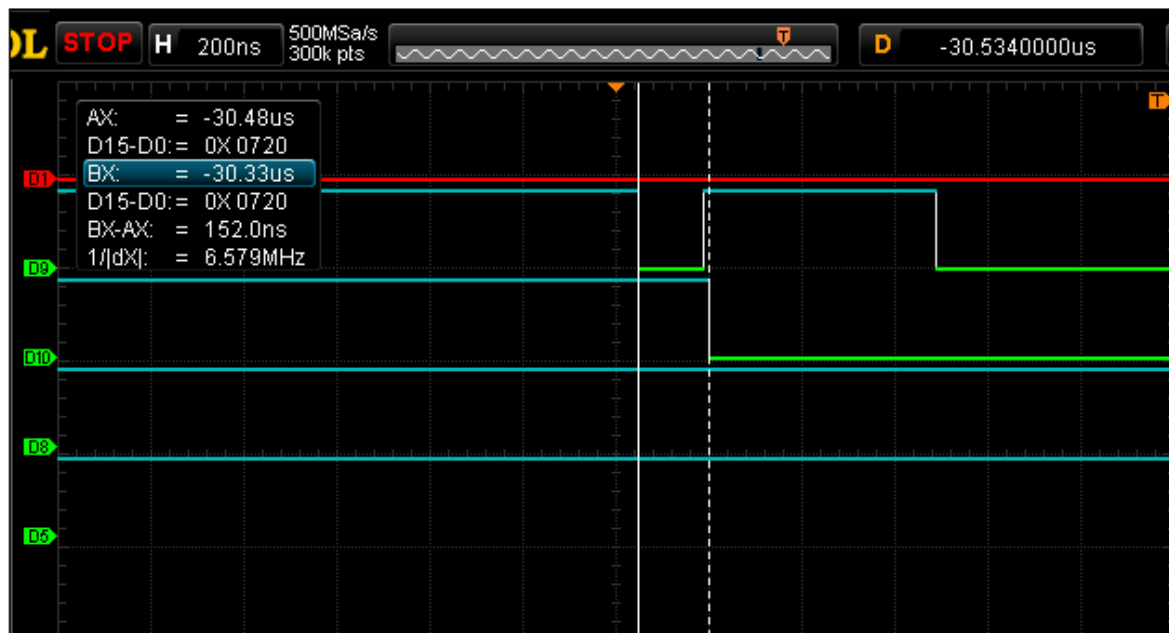 OL STOP H 200ns 500MSa/s
300k pts
T
D -30.5340000us
T
AX: = -30.48us
D15-D0: = 0X 0720
BX: = -30.33us
D15-D0: = 0X 0720
BX-AX: = 152.0ns
1/|dX|: = 6.579MHz
D1
D9
D10
D8
D5